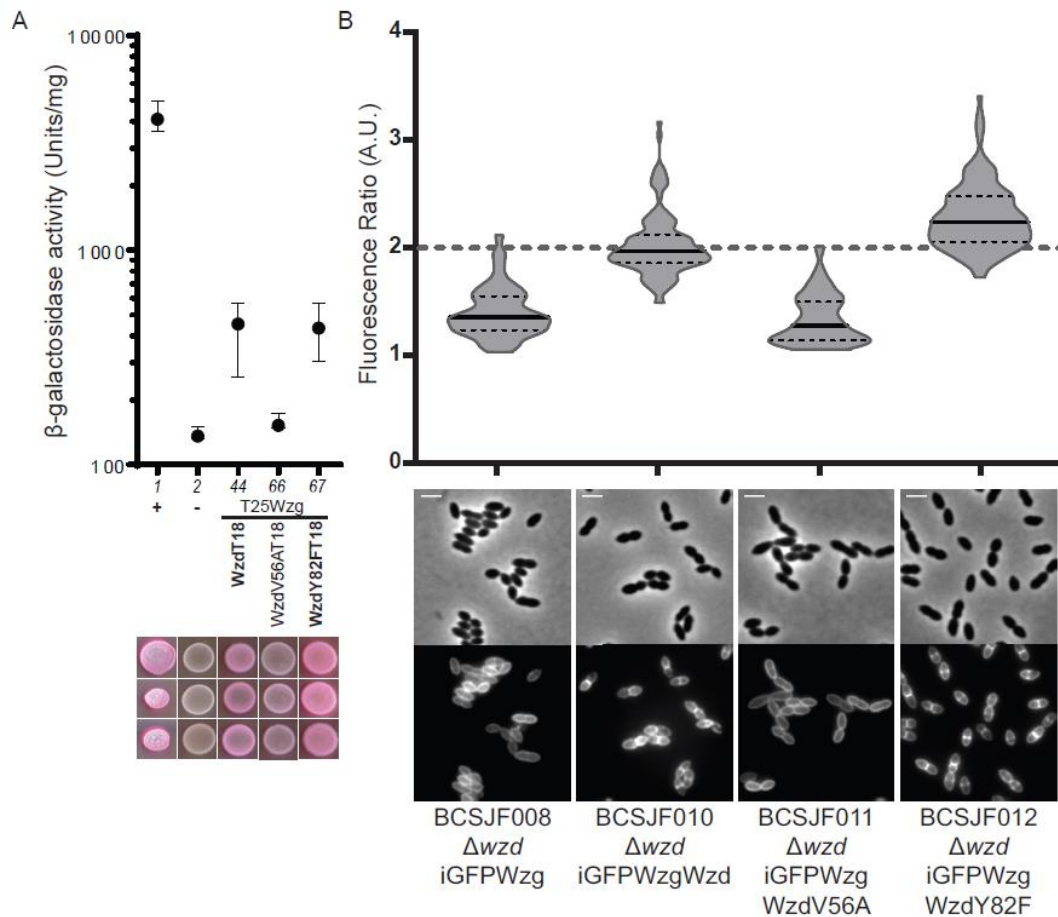 A
B
β-galactosidase activity (Units/mg)
10000
1000
100
1
2
44
66
67
+
-
T25Wzg
WzdT18
WzdV56AT18
WzdY82FT18
Fluorescence Ratio (A.U.)
4
3
2
1
0
BCSJF008
Δwzd
iGFPWzg
BCSJF010
Δwzd
iGFPWzgWzd
BCSJF011
Δwzd
iGFPWzg
WzdV56A
BCSJF012
Δwzd
iGFPWzg
WzdY82F